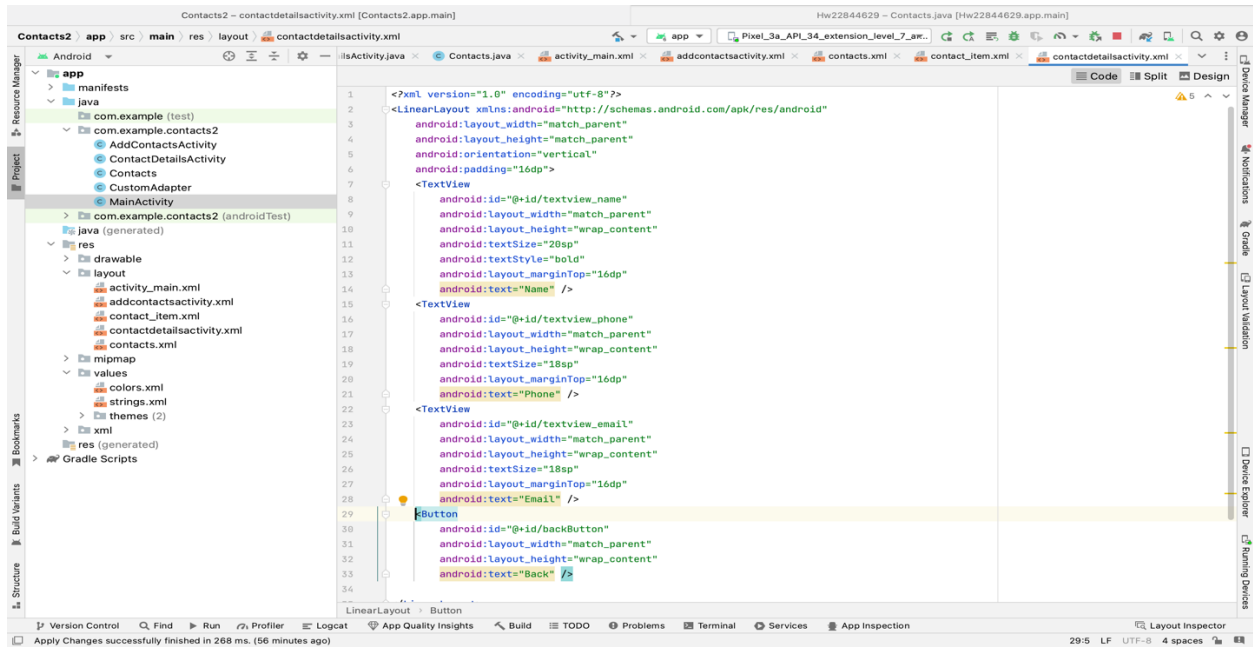 Contacts2 – contactdetailsactivity.xml [Contacts2.app.main]
Hw22844629 – Contacts.java [Hw22844629.app.main]
Contacts2 app src main res layout contactdetailsactivity.xml
app
Pixel_3a_API_34_extension_level_7_
Android
ilsActivity.java
Contacts.java
activity_main.xml
addcontactsactivity.xml
contacts.xml
contact_item.xml
contactdetailsactivity.xml
Code Split Design
5
Resource Manager
Project
Bookmarks
Build Variants
Structure
app
manifests
java
com.example (test)
com.example.contacts2
AddContactsActivity
ContactDetailsActivity
Contacts
CustomAdapter
MainActivity
com.example.contacts2 (androidTest)
java (generated)
res
drawable
layout
activity_main.xml
addcontactsactivity.xml
contact_item.xml
contactdetailsactivity.xml
contacts.xml
mipmap
values
colors.xml
strings.xml
themes (2)
xml
res (generated)
Gradle Scripts
1 <?xml version="1.0" encoding="utf-8"?>
2 <LinearLayout xmlns:android="http://schemas.android.com/apk/res/android"
3 android:layout_width="match_parent"
4 android:layout_height="match_parent"
5 android:orientation="vertical"
6 android:padding="16dp">
7 <TextView
8 android:id="@+id/textview_name"
9 android:layout_width="match_parent"
10 android:layout_height="wrap_content"
11 android:textSize="20sp"
12 android:textStyle="bold"
13 android:layout_marginTop="16dp"
14 android:text="Name" />
15 <TextView
16 android:id="@+id/textview_phone"
17 android:layout_width="match_parent"
18 android:layout_height="wrap_content"
19 android:textSize="18sp"
20 android:layout_marginTop="16dp"
21 android:text="Phone" />
22 <TextView
23 android:id="@+id/textview_email"
24 android:layout_width="match_parent"
25 android:layout_height="wrap_content"
26 android:textSize="18sp"
27 android:layout_marginTop="16dp"
28 android:text="Email" />
29 <Button
30 android:id="@+id/backButton"
31 android:layout_width="match_parent"
32 android:layout_height="wrap_content"
33 android:text="Back" />
34
LinearLayout Button
Device Manager
Notifications
Gradle
Layout Validation
Device Explorer
Running Devices
Version Control Find Run Profiler Logcat App Quality Insights Build TODO Problems Terminal Services App Inspection Layout Inspector
Apply Changes successfully finished in 268 ms. (56 minutes ago)
29:5 LF UTF-8 4 spaces